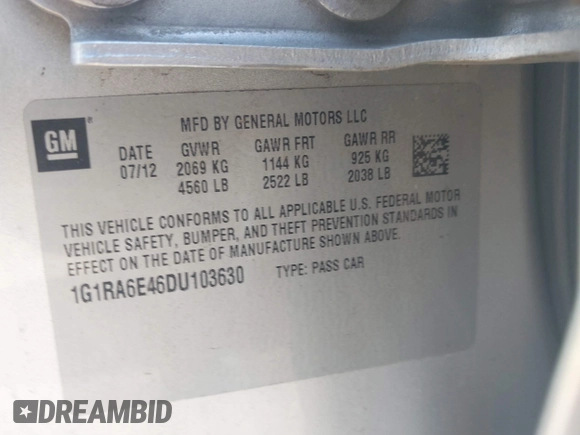 GM
®
MFD BY GENERAL MOTORS LLC
DATE GVWR GAWR FRT GAWR RR
07/12 2069 KG 1144 KG 925 KG
4560 LB 2522 LB 2038 LB
THIS VEHICLE CONFORMS TO ALL APPLICABLE U.S. FEDERAL MOTOR
VEHICLE SAFETY, BUMPER, AND THEFT PREVENTION STANDARDS IN
EFFECT ON THE DATE OF MANUFACTURE SHOWN ABOVE.
1G1RA6E46DU103630 TYPE: PASS CAR
DREAMBID